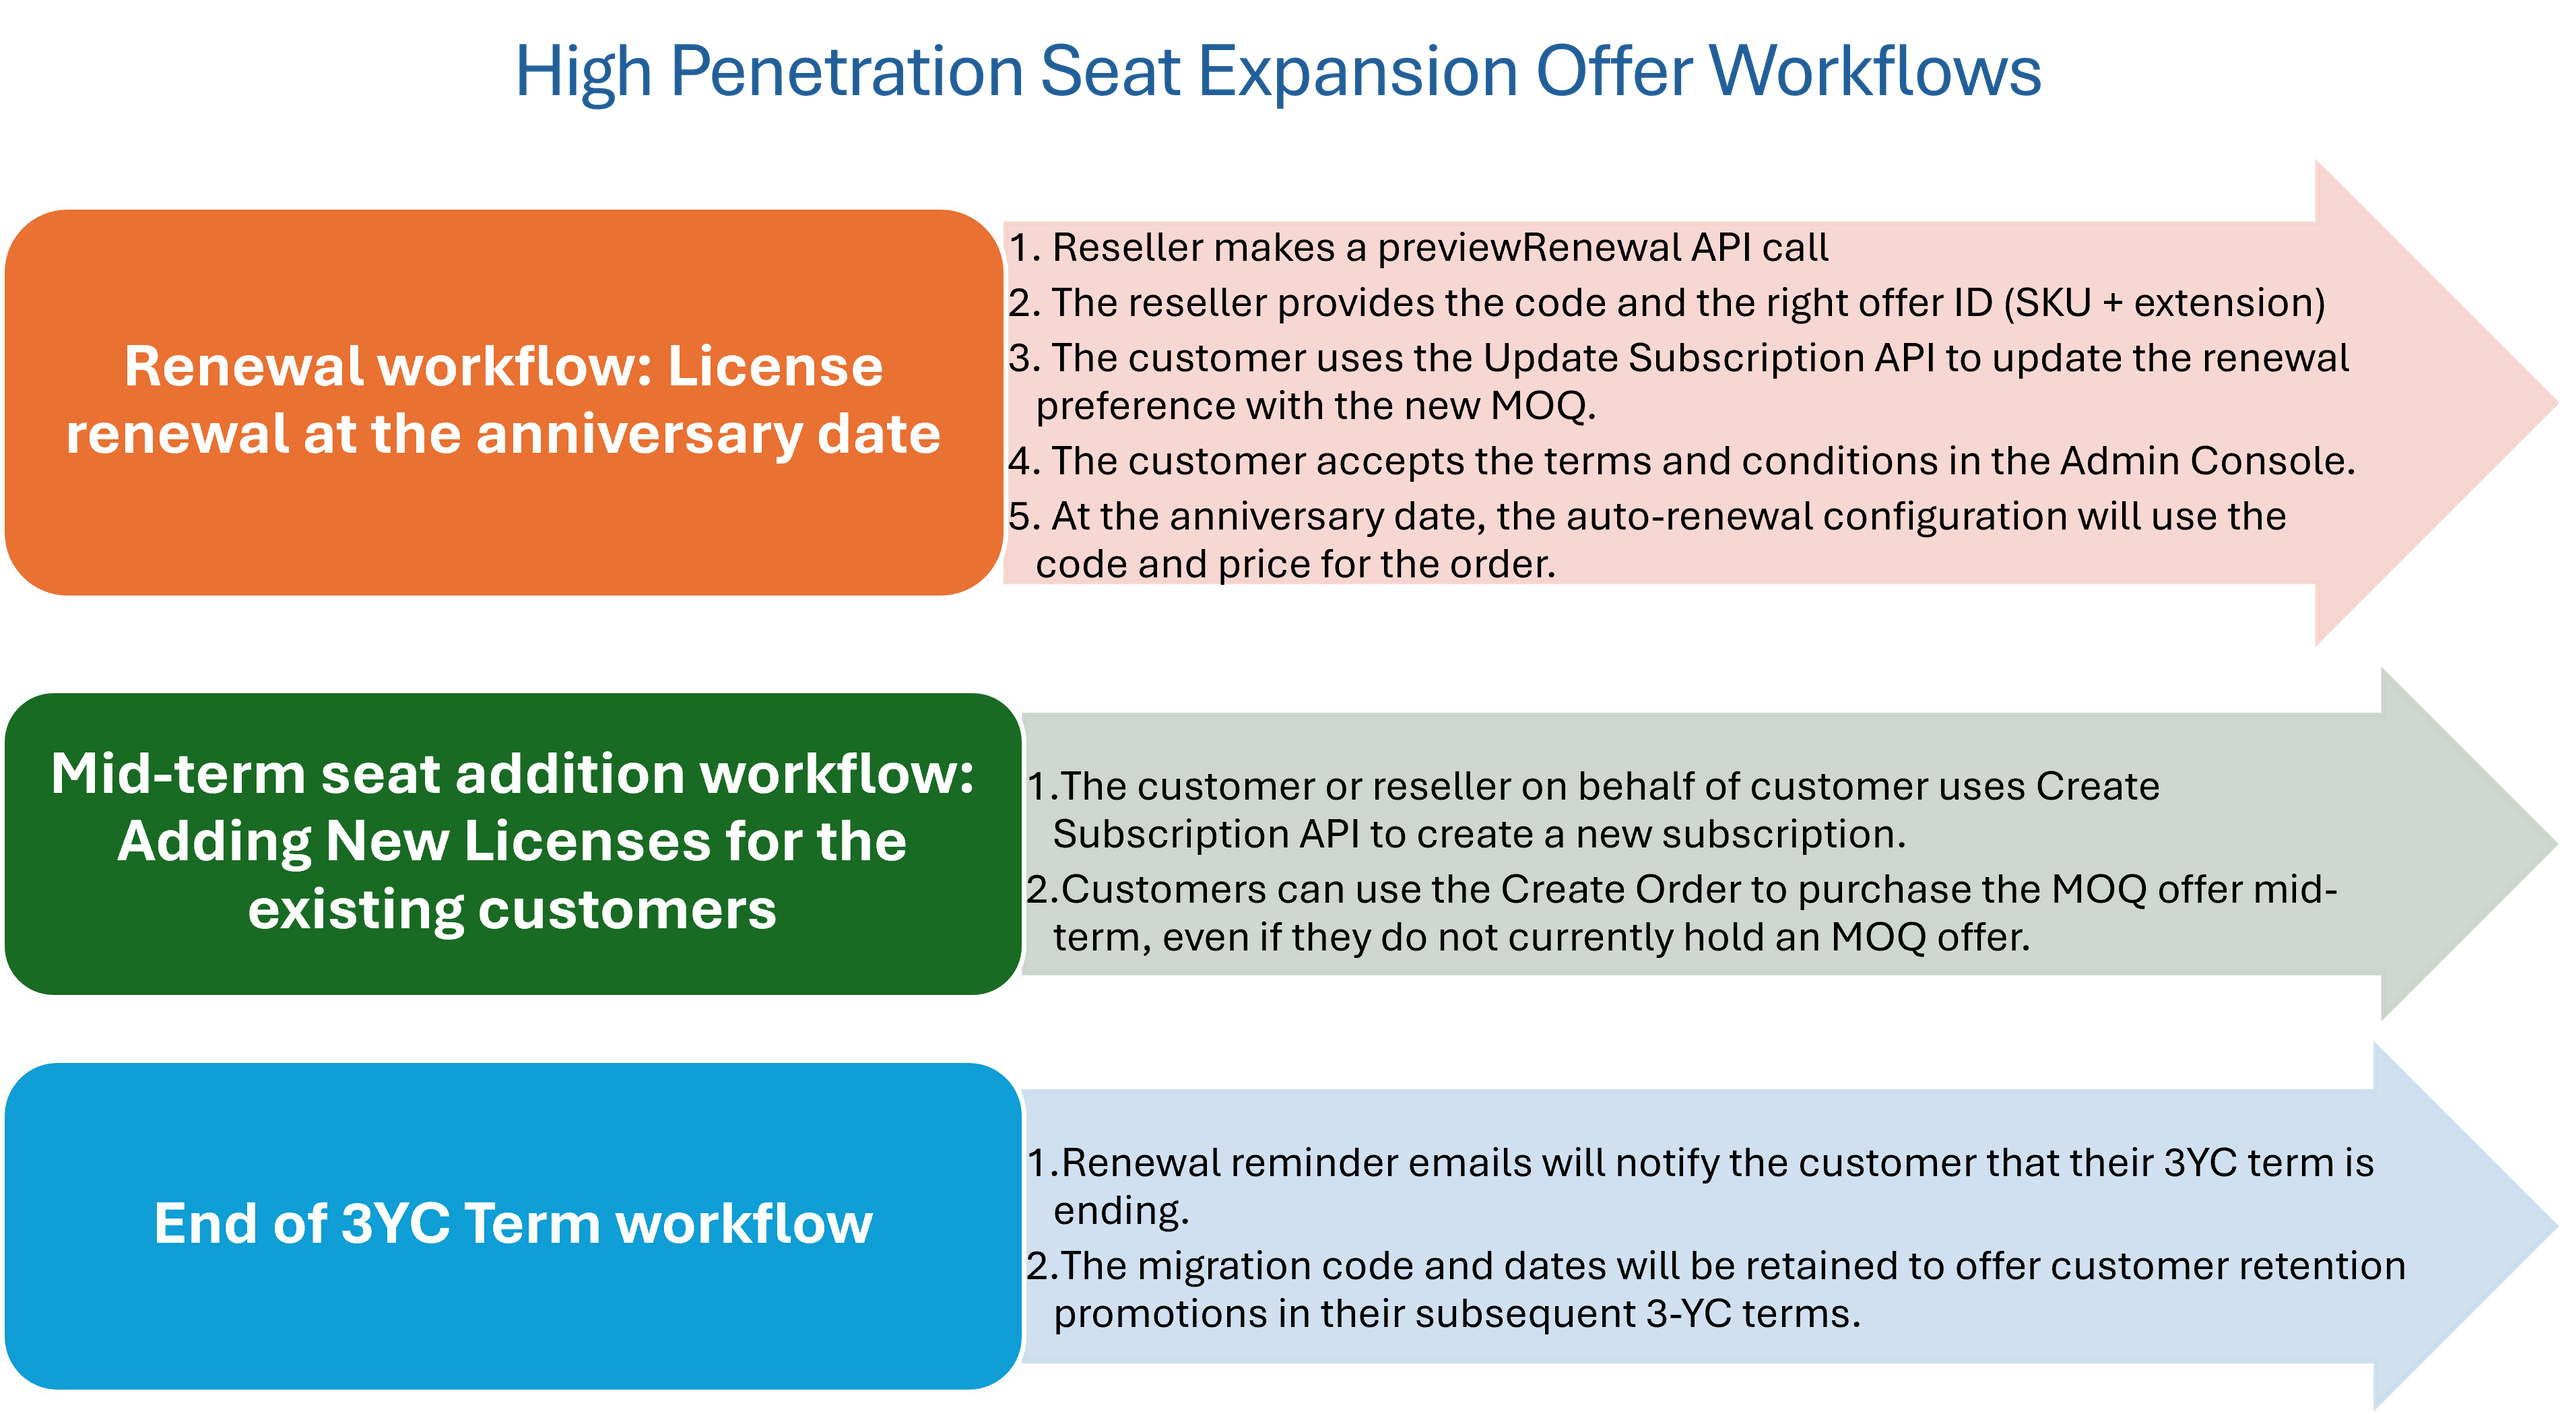 High Penetration Seat Expansion Offer Workflows
Renewal workflow: License
renewal at the anniversary date
1. Reseller makes a previewRenewal API call
2. The reseller provides the code and the right offer ID (SKU + extension)
3. The customer uses the Update Subscription API to update the renewal
preference with the new MOQ.
4. The customer accepts the terms and conditions in the Admin Console.
5. At the anniversary date, the auto-renewal configuration will use the
code and price for the order.
Mid-term seat addition workflow:
Adding New Licenses for the
existing customers
1.The customer or reseller on behalf of customer uses Create
Subscription API to create a new subscription.
2.Customers can use the Create Order to purchase the MOQ offer mid-
term, even if they do not currently hold an MOQ offer.
End of 3YC Term workflow
1.Renewal reminder emails will notify the customer that their 3YC term is
ending.
2.The migration code and dates will be retained to offer customer retention
promotions in their subsequent 3-YC terms.